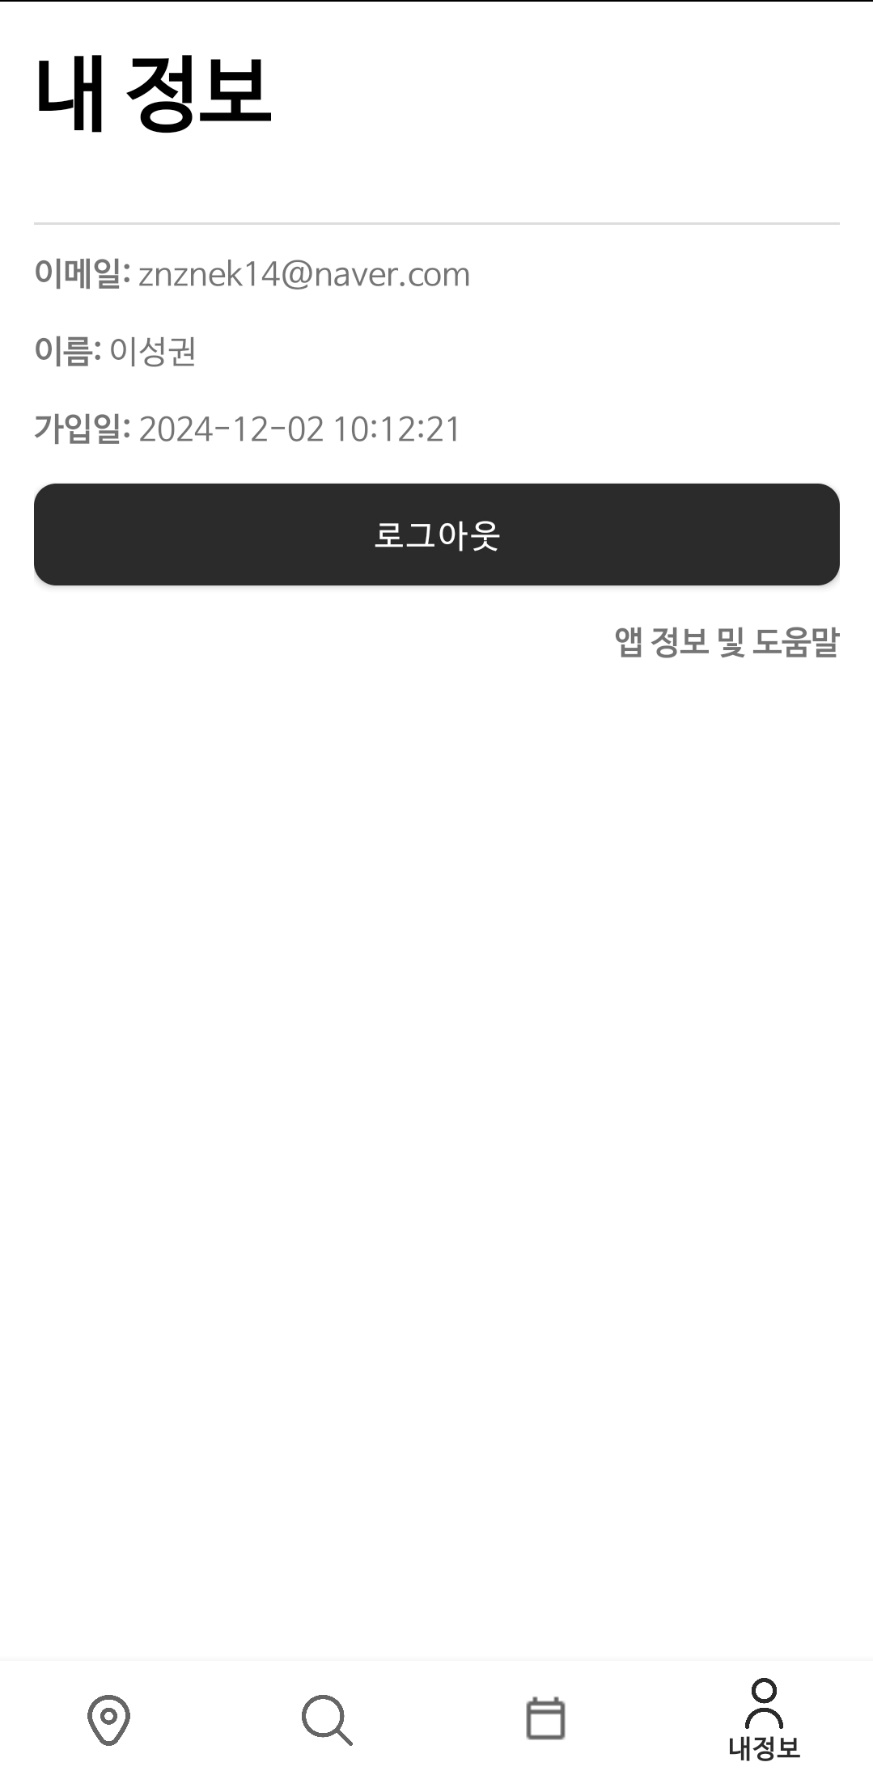 내 정보
이메일: znznek14@naver.com
이름: 이성권
가입일: 2024-12-02 10:12:21
로그아웃
앱 정보 및 도움말
내정보